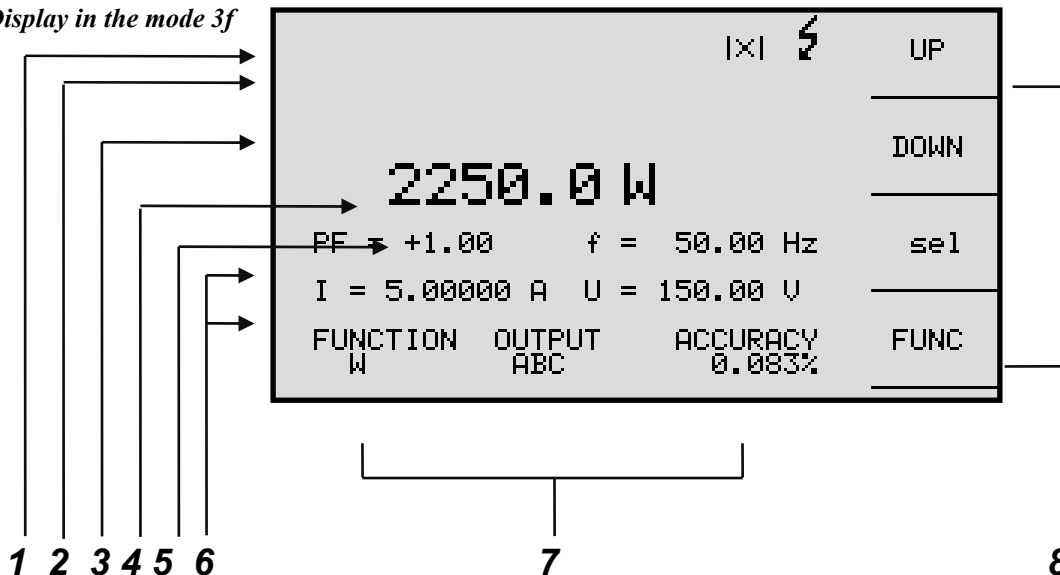 Display in the mode 3f
|×| UP
DOWN
2250.0 W
PF = +1.00 f = 50.00 Hz sel
I = 5.00000 A U = 150.00 V
FUNCTION OUTPUT ACCURACY FUNC
W ABC 0.083%
1 2 3 4 5 6 7 8